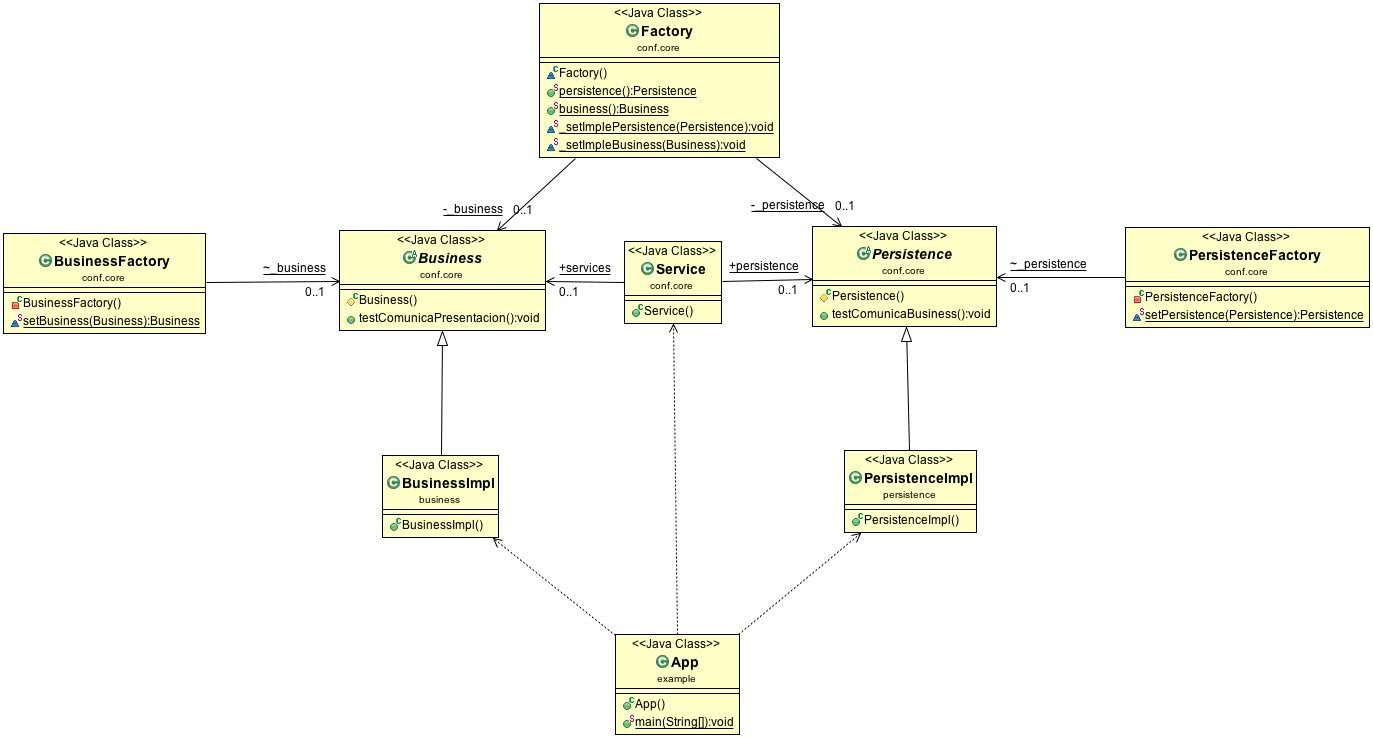 <<Java Class>>
Factory
conf.core
Factory()
persistence():Persistence
business():Business
_setImplePersistence(Persistence):void
_setImpleBusiness(Business):void
-_business
0..1
-_persistence
0..1
<<Java Class>>
BusinessFactory
conf.core
BusinessFactory()
setBusiness(Business):Business
~_business
0..1
<<Java Class>>
Business
conf.core
Business()
testComunicaPresentacion():void
+services
0..1
<<Java Class>>
Service
conf.core
Service()
+persistence
0..1
<<Java Class>>
Persistence
conf.core
Persistence()
testComunicaBusiness():void
~_persistence
0..1
<<Java Class>>
PersistenceFactory
conf.core
PersistenceFactory()
setPersistence(Persistence):Persistence
<<Java Class>>
BusinessImpl
business
BusinessImpl()
<<Java Class>>
PersistenceImpl
persistence
PersistenceImpl()
<<Java Class>>
App
example
App()
main(String[]):void